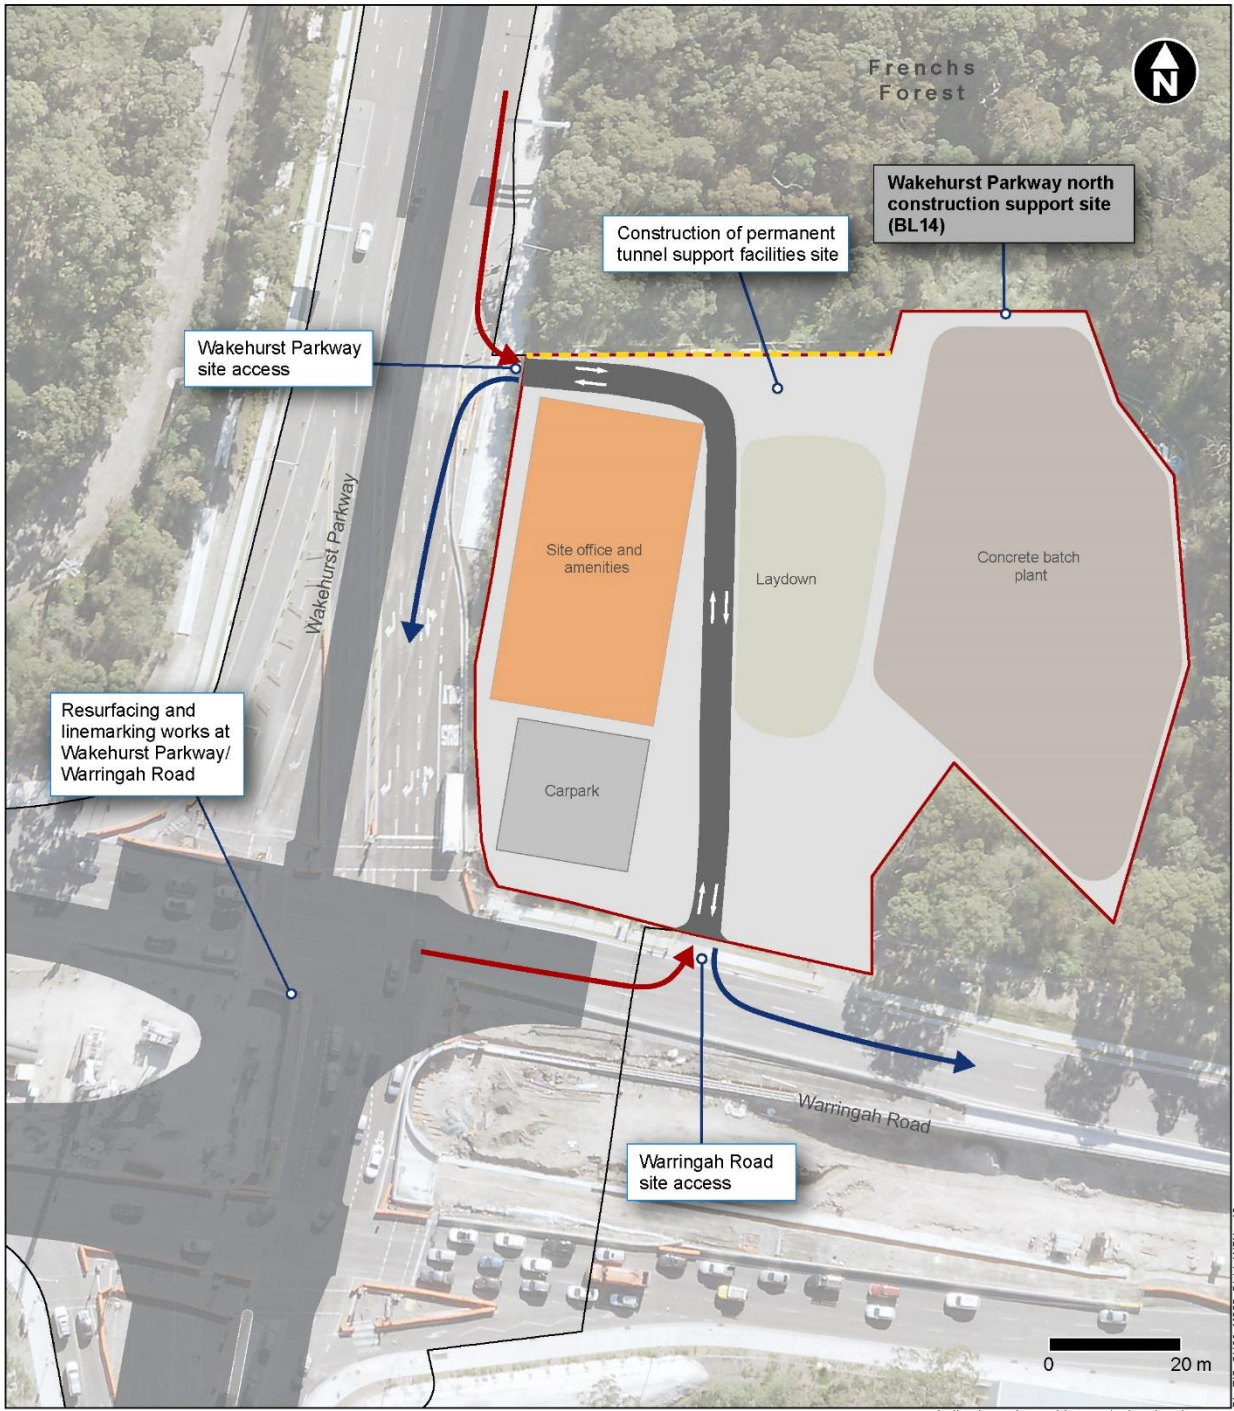 Frenchs
Forest
N
Wakehurst Parkway north
construction support site
(BL14)
Construction of permanent
tunnel support facilities site
Wakehurst Parkway
site access
Wakehurst Parkway
Site office and
amenities
Laydown
Concrete batch
plant
Resurfacing and
linemarking works at
Wakehurst Parkway/
Warringah Road
Carpark
Warringah Road
Warringah Road
site access
0 20 m